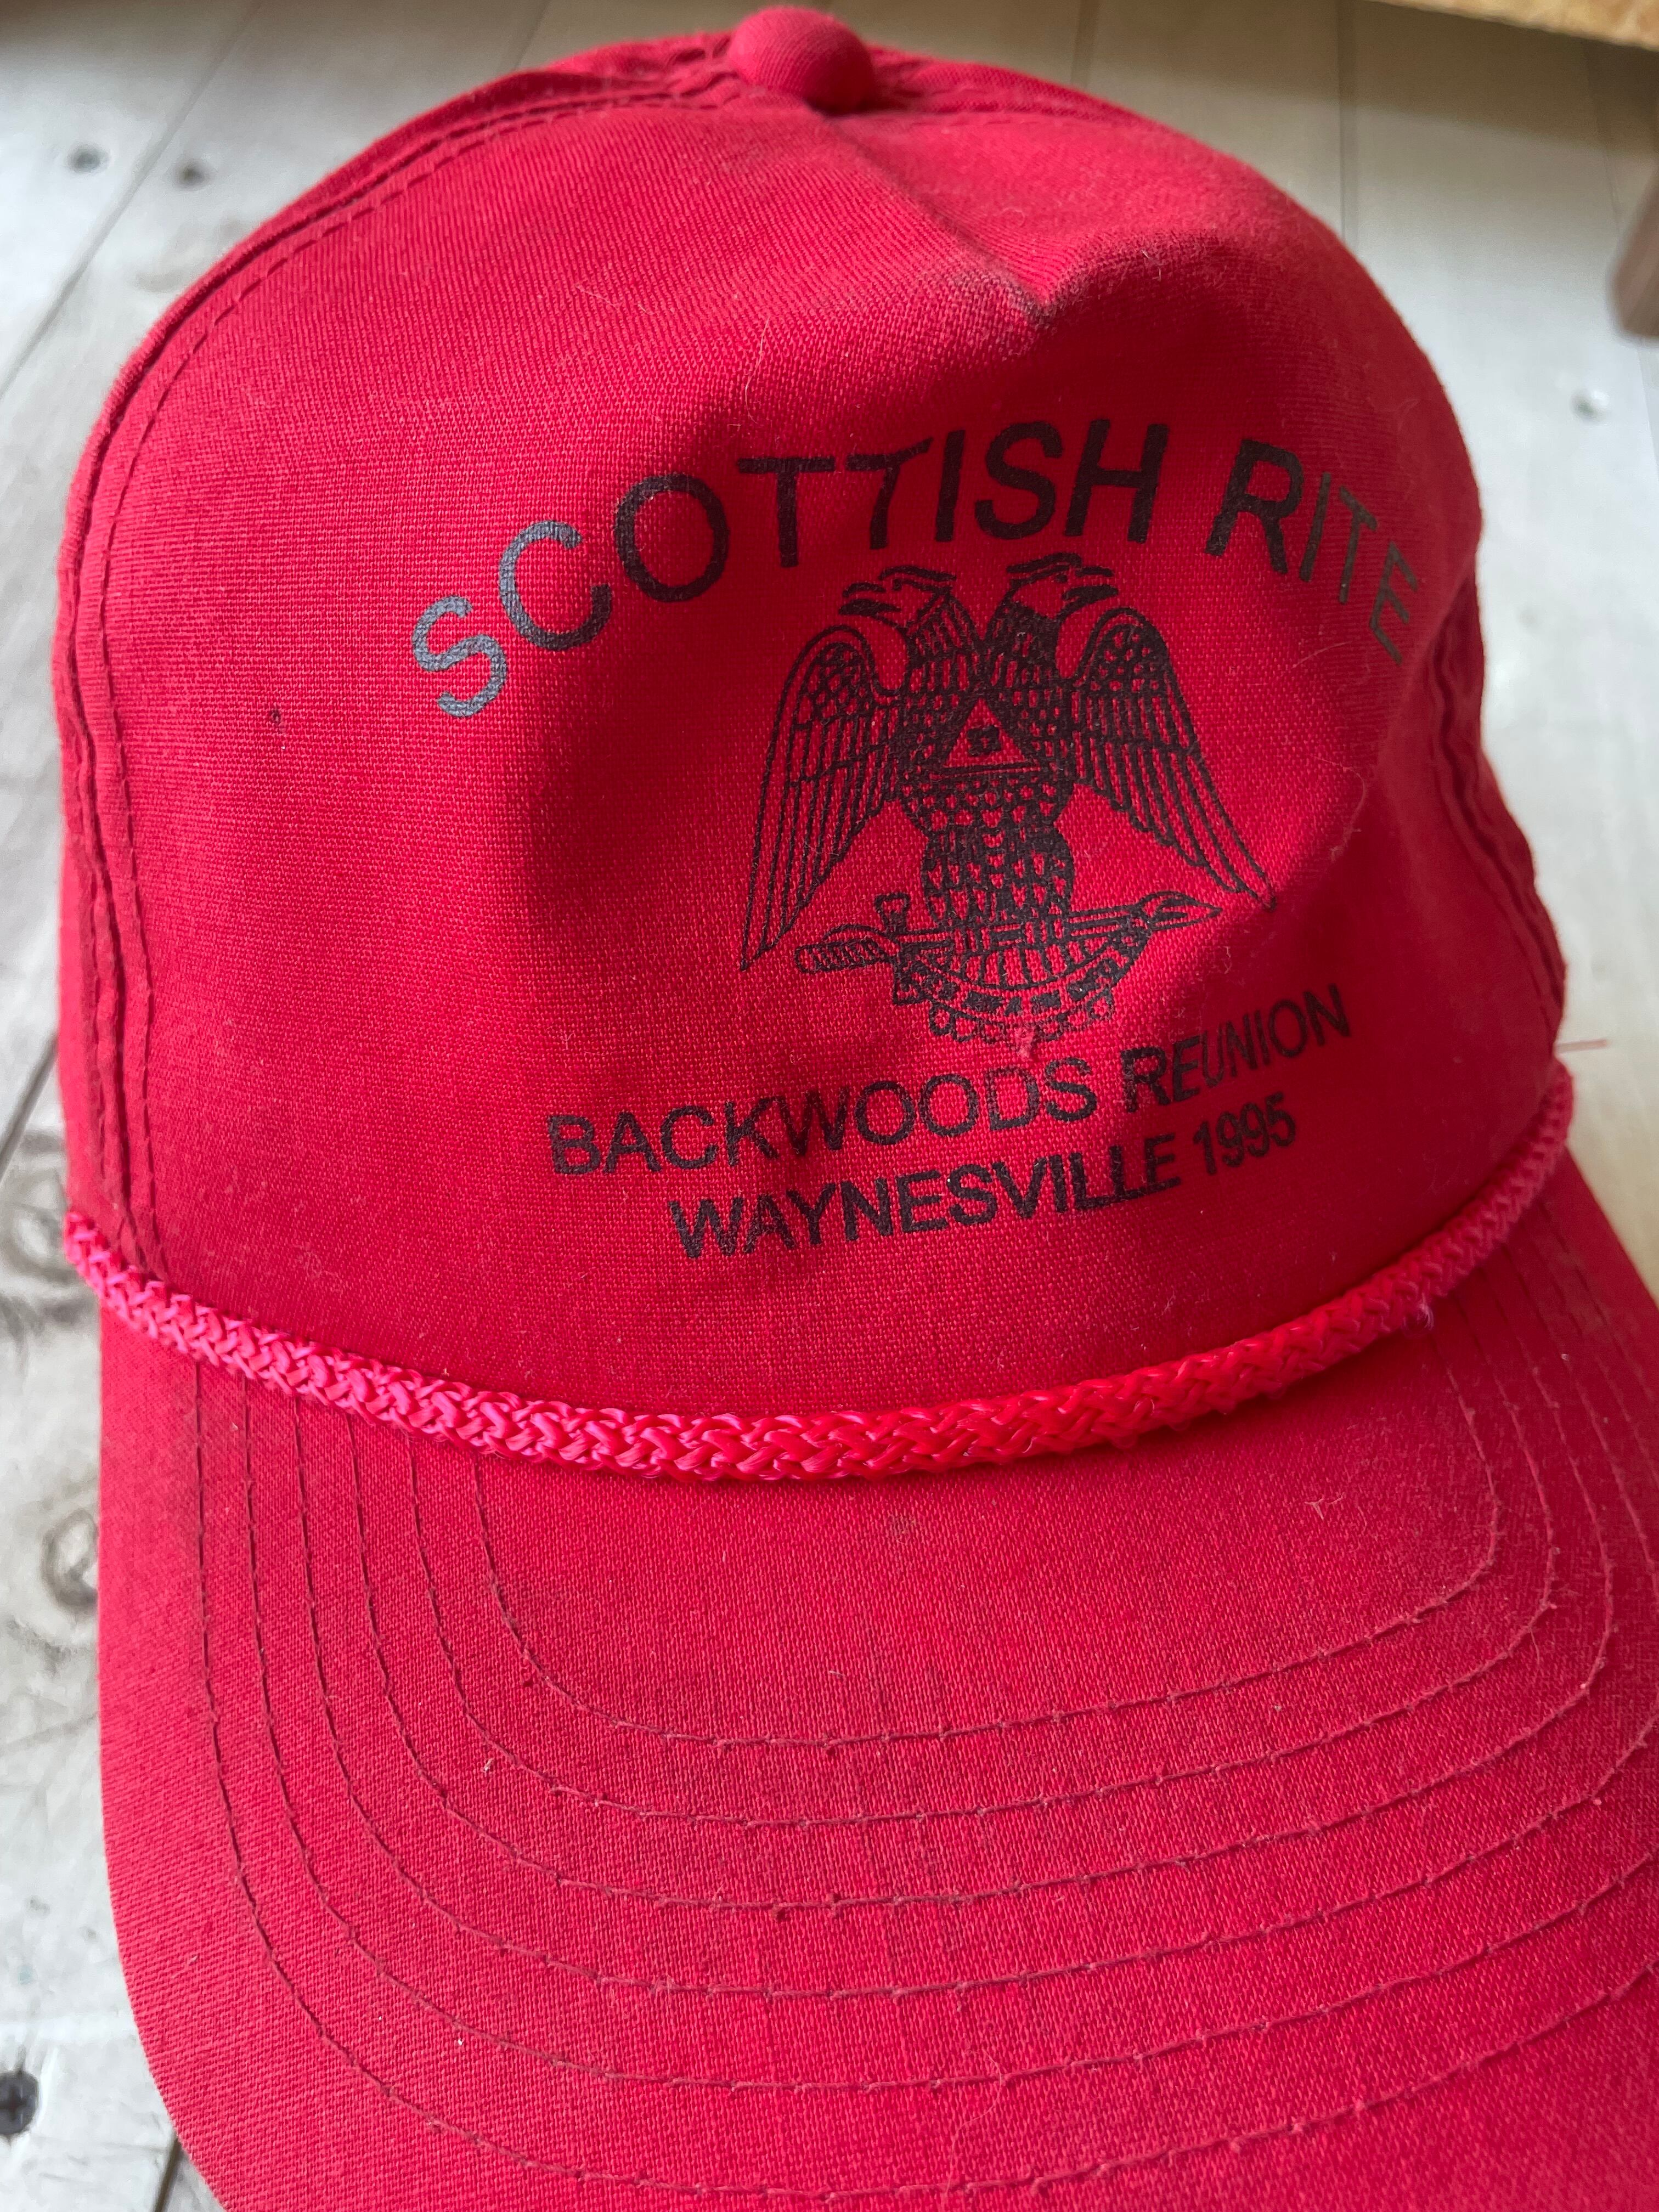 SCOTTISH RITE
BACKWOODS REUNION
WAYNESVILLE 1995